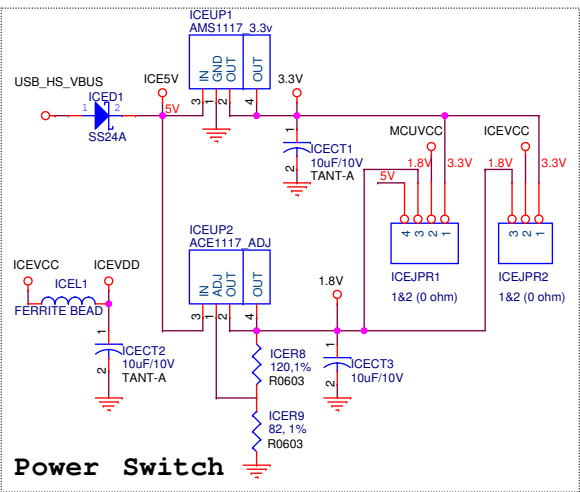 ICEUP1
AMS1117_3.3v
USB_HS_VBUS
ICED1
ICE5V
IN
GND
OUT
OUT
3.3V
1
2
5V
3
1
2
4
SS24A
1
2
ICECT1
10uF/10V
TANT-A
MCUVCC
ICEVCC
1.8V
3.3V
1.8V
3.3V
5V
4
3
2
1
3
2
1
ICEJPR1
ICEJPR2
1&2 (0 ohm)
1&2 (0 ohm)
ICEUP2
ACE1117_ADJ
IN
ADJ
OUT
OUT
3
1
2
4
1.8V
ICEVCC
ICEVDD
ICEL1
FERRITE BEAD
1
2
ICECT2
10uF/10V
TANT-A
ICER8
120,1%
R0603
1
2
ICECT3
10uF/10V
ICER9
82, 1%
R0603
Power Switch